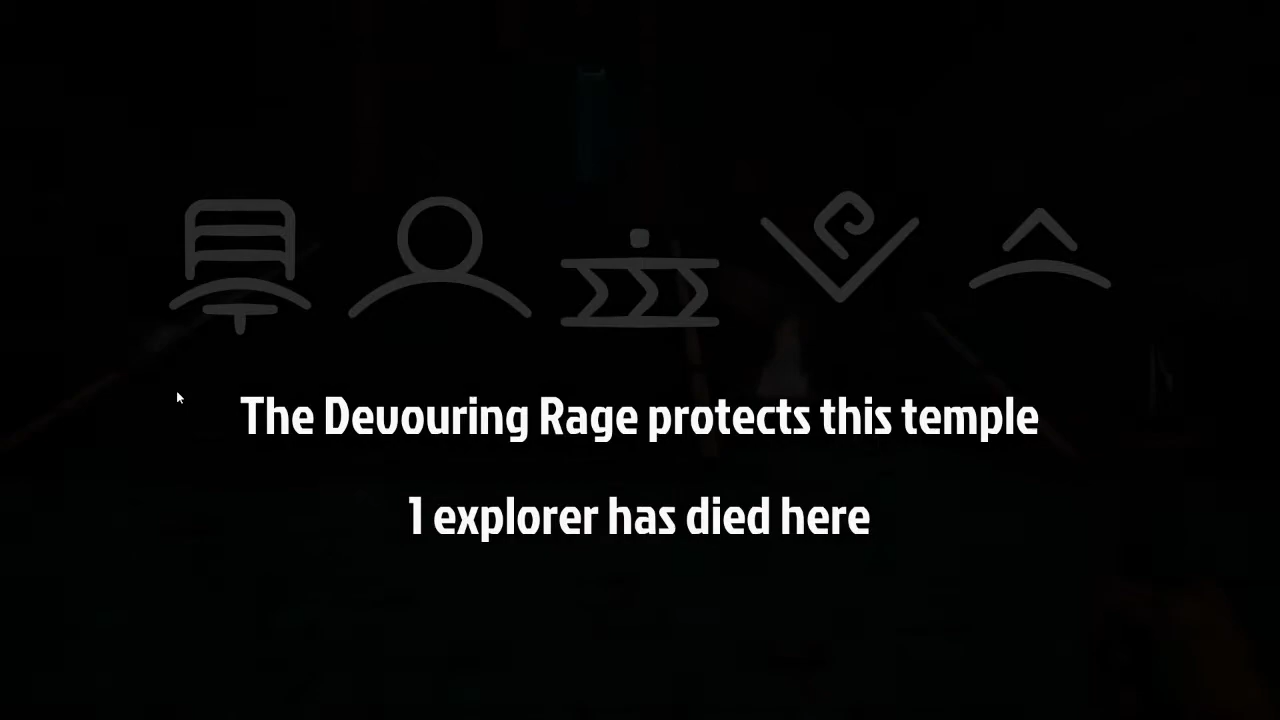 The Devouring Rage protects this temple
1 explorer has died here